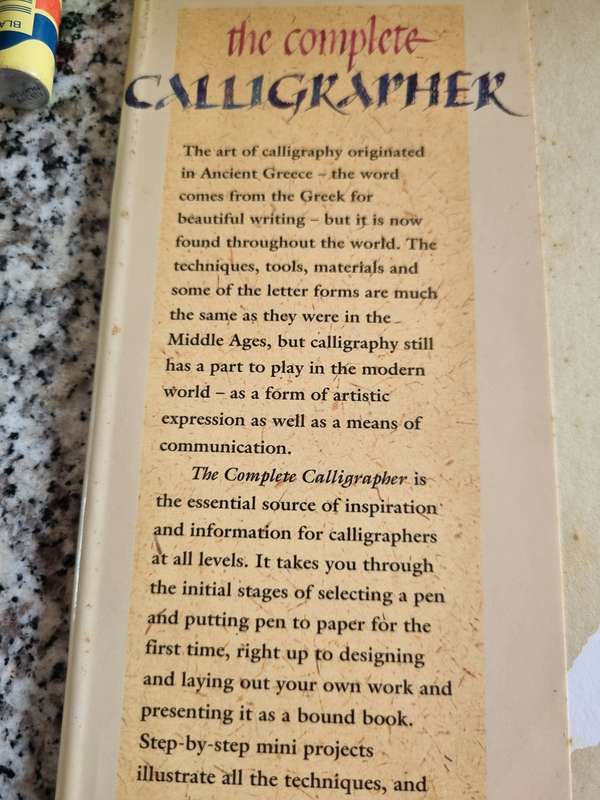 BLA
the complete
CALLIGRAPHER
The art of calligraphy originated
in Ancient Greece – the word
comes from the Greek for
beautiful writing – but it is now
found throughout the world. The
techniques, tools, materials and
some of the letter forms are much
the same as they were in the
Middle Ages, but calligraphy still
has a part to play in the modern
world – as a form of artistic
expression as well as a means of
communication.
The Complete Calligrapher is
the essential source of inspiration
and information for calligraphers
at all levels. It takes you through
the initial stages of selecting a pen
and putting pen to paper for the
first time, right up to designing
and laying out your own work and
presenting it as a bound book.
Step-by-step mini projects
illustrate all the techniques, and